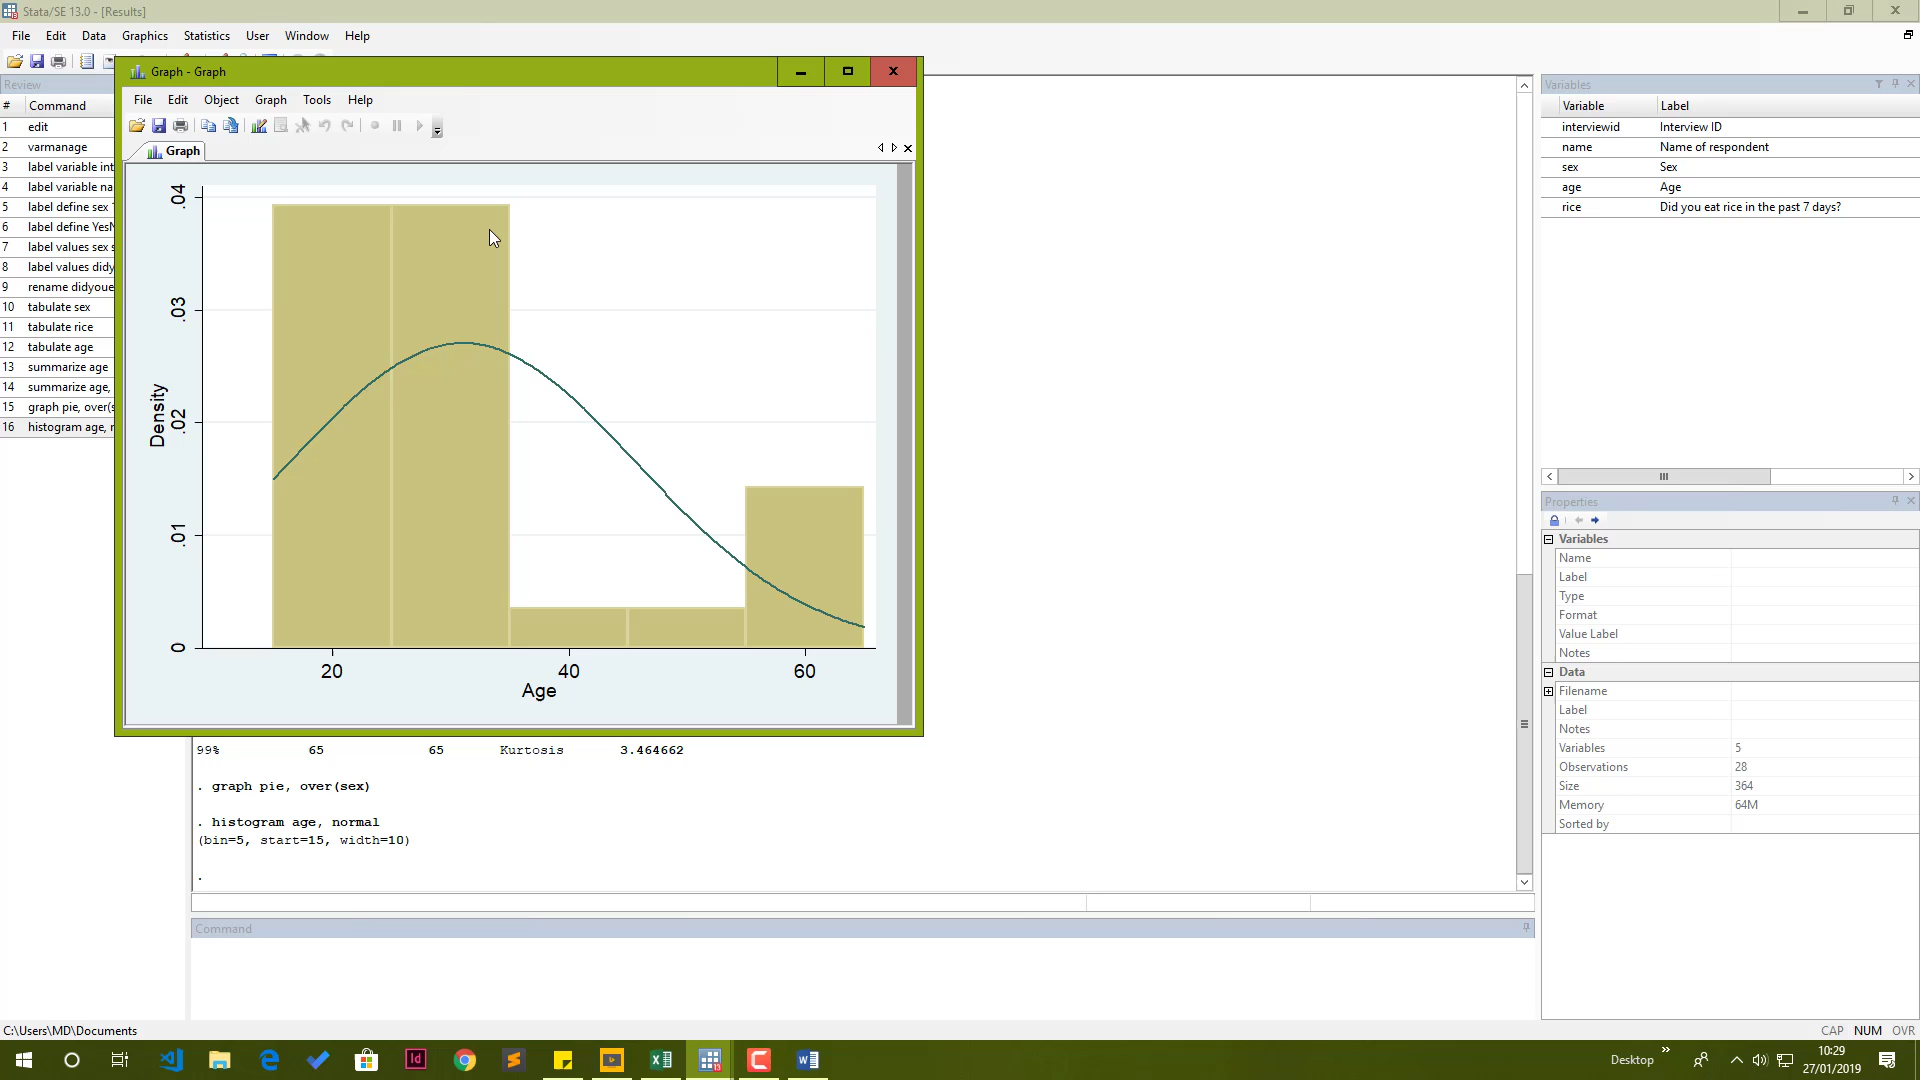 Stata/SE 13.0 - [Results]
File Edit Data Graphics Statistics User Window Help
Review
# Command
1 edit
2 varmanage
3 label variable int
4 label variable na
5 label define sex
6 label define YesN
7 label values sex s
8 label values didy
9 rename didyoue
10 tabulate sex
11 tabulate rice
12 tabulate age
13 summarize age
14 summarize age,
15 graph pie, over(s
16 histogram age, n
Graph - Graph
File Edit Object Graph Tools Help
Graph
.04
.03
.02
.01
0
Density
20 40 60
Age
99% 65 65 Kurtosis 3.464662
. graph pie, over(sex)
. histogram age, normal
(bin=5, start=15, width=10)
.
Command
Variables
Variable Label
interviewid Interview ID
name Name of respondent
sex Sex
age Age
rice Did you eat rice in the past 7 days?
Properties
Variables
Name
Label
Type
Format
Value Label
Notes
Data
Filename
Label
Notes
Variables 5
Observations 28
Size 364
Memory 64M
Sorted by
C:\Users\MD\Documents
CAP NUM OVR
Desktop
10:29
27/01/2019